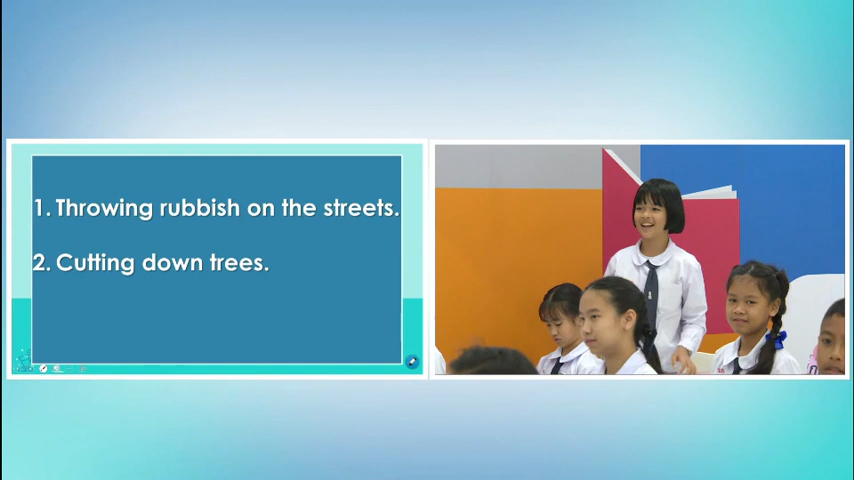 1. Throwing rubbish on the streets.
2. Cutting down trees.